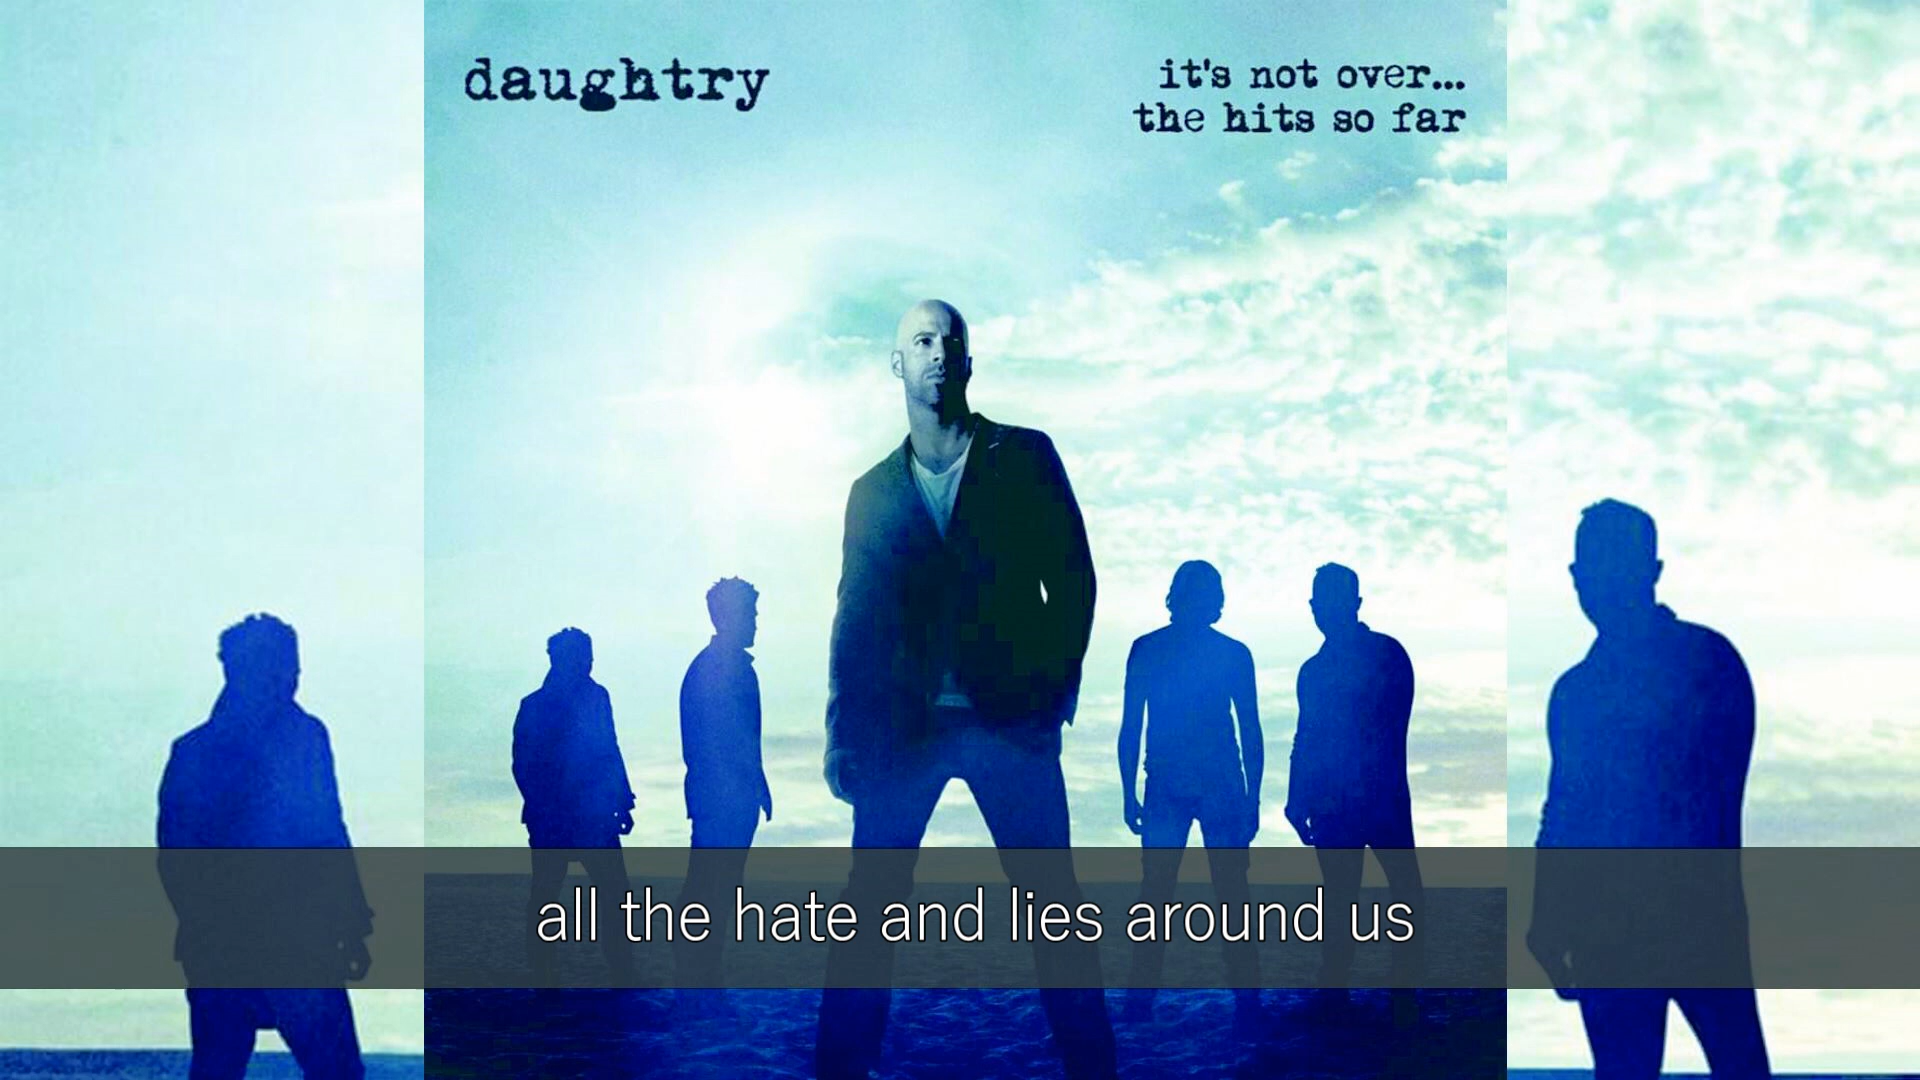 daughtry
it's not over...
the hits so far
all the hate and lies around us